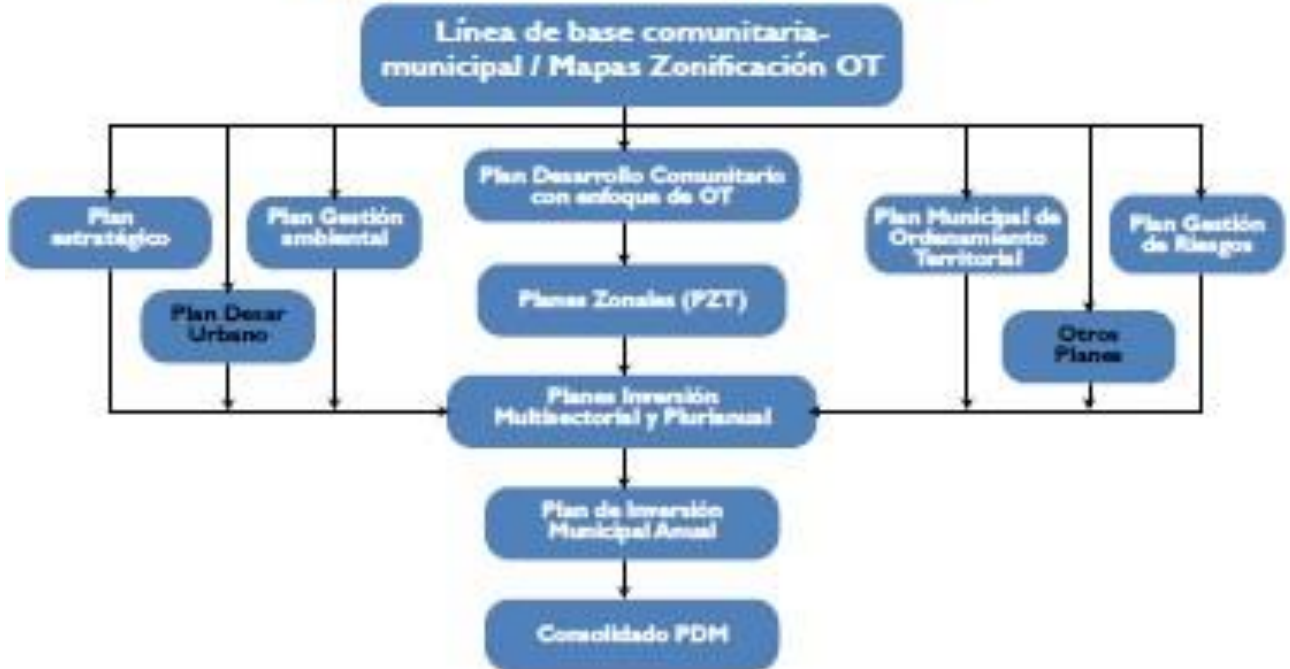 Línea de base comunitaria-
municipal / Mapas Zonificación OT
Plan Desarrollo Comunitario
con enfoque de OT
Plan
estratégico
Plan Gestión
ambiental
Plan Municipal de
Ordenamiento
Territorial
Plan Gestión
de Riesgos
Plan Desar
Urbano
Planes Zonales (PZT)
Otros
Planes
Planes Inversión
Multisectorial y Plurianual
Plan de Inversión
Municipal Anual
Consolidado PDM